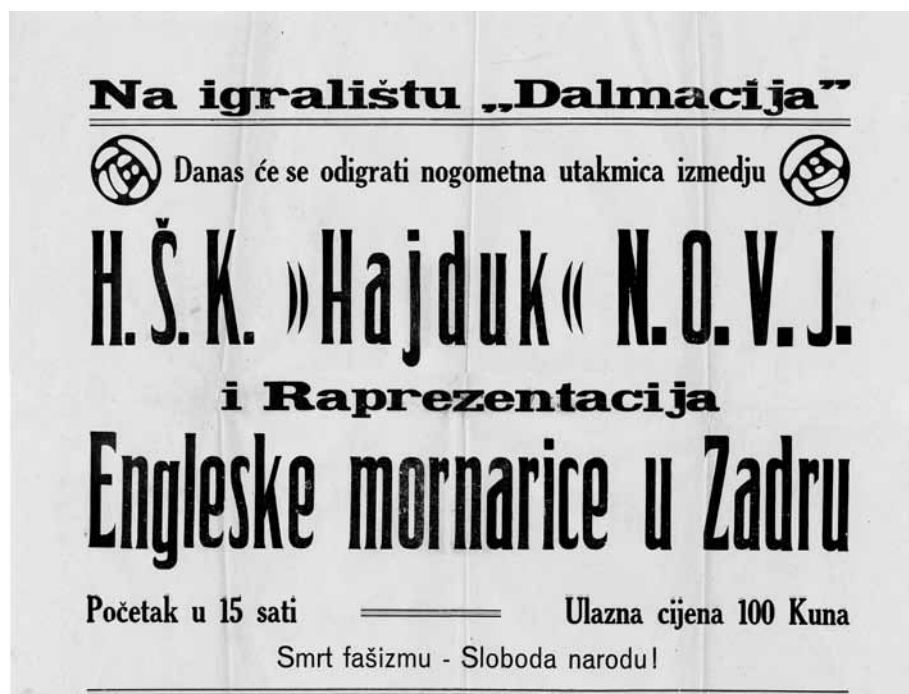 Na igralištu „Dalmacija”
Danas će se odigrati nogometna utakmica izmedju
H.Š.K. »Hajduk« N.O.V.J.
i Raprezentacija
Engleske mornarice u Zadru
Početak u 15 sati Ulazna cijena 100 Kuna
Smrt fašizmu - Sloboda narodu!